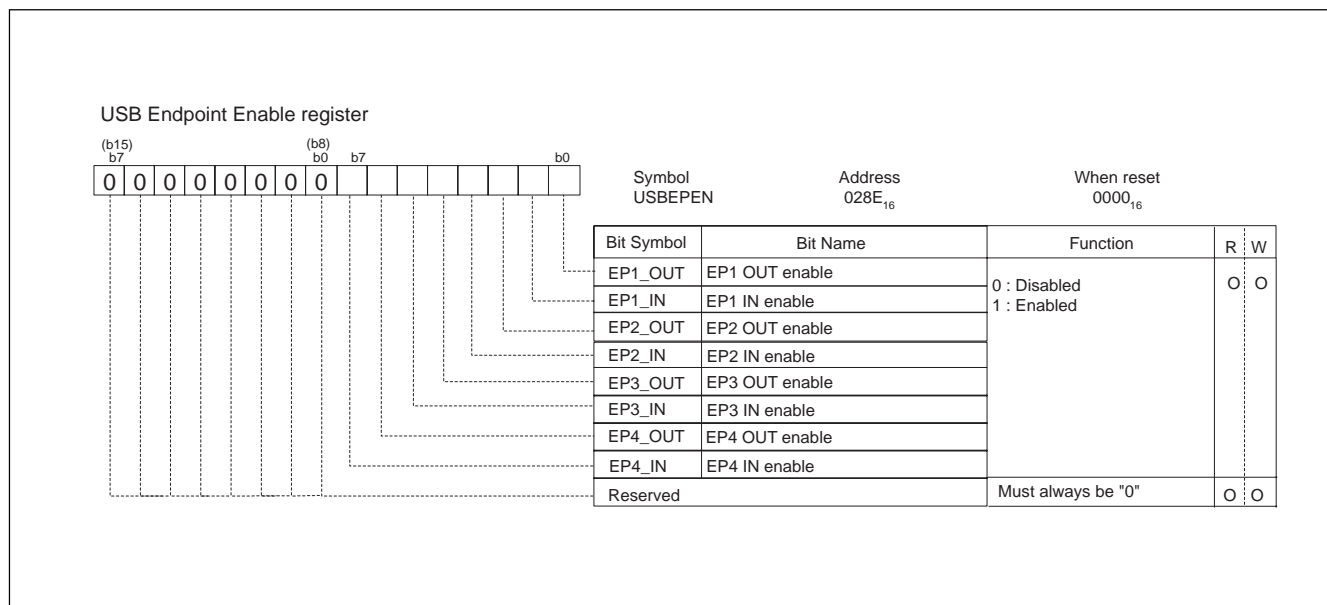 USB Endpoint Enable register
(b15) (b8)
b7 b0 b7 b0
0 0 0 0 0 0 0 0
Symbol Address When reset
USBEPEN 028E16 000016
Bit Symbol Bit Name Function R W
EP1_OUT EP1 OUT enable 0 : Disabled O O
EP1_IN EP1 IN enable 1 : Enabled
EP2_OUT EP2 OUT enable
EP2_IN EP2 IN enable
EP3_OUT EP3 OUT enable
EP3_IN EP3 IN enable
EP4_OUT EP4 OUT enable
EP4_IN EP4 IN enable
Reserved Must always be "0" O O